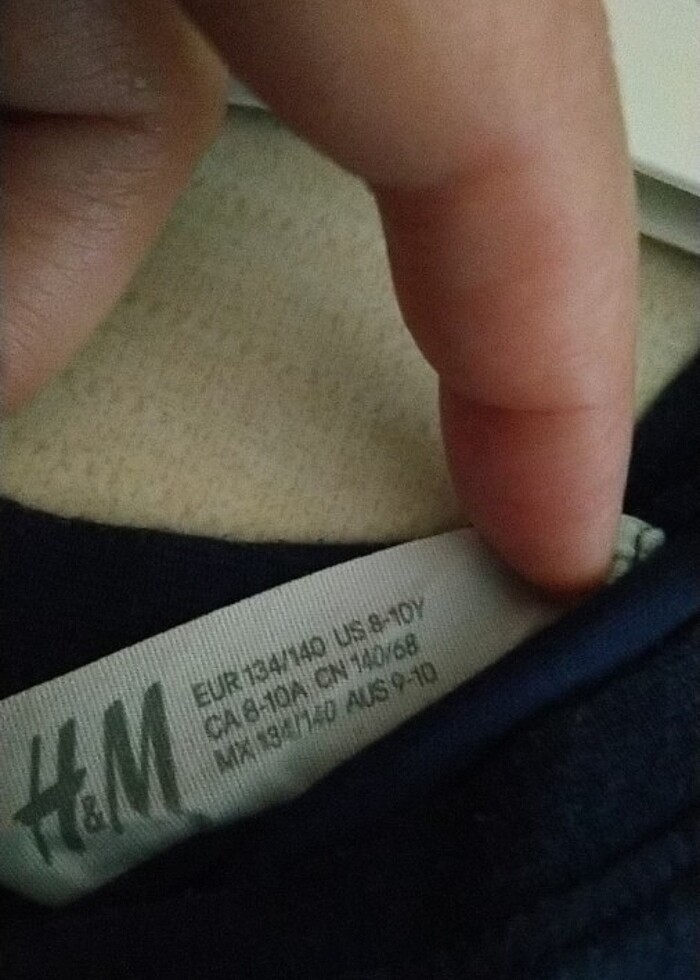 H&M
EUR 134/140 US 8-10Y
CA 8-10A CN 140/68
MX 134/140 AUS 9-10